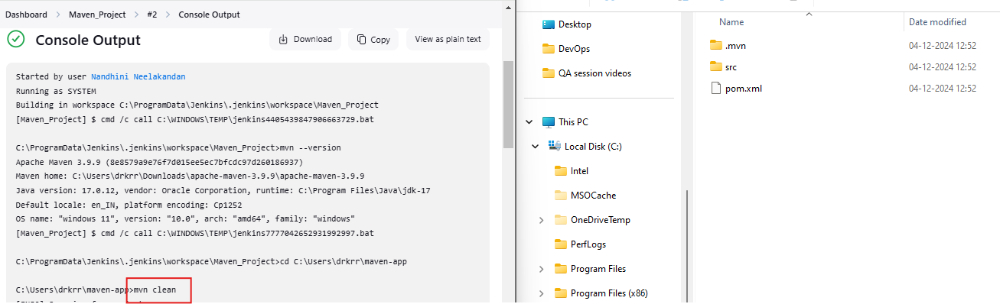 Dashboard > Maven_Project > #2 > Console Output
Console Output
Download
Copy
View as plain text
Started by user Nandhini Neelakandan
Running as SYSTEM
Building in workspace C:\ProgramData\Jenkins\.jenkins\workspace\Maven_Project
[Maven_Project] $ cmd /c call C:\WINDOWS\TEMP\jenkins4405439847906663729.bat
C:\ProgramData\Jenkins\.jenkins\workspace\Maven_Project>mvn --version
Apache Maven 3.9.9 (8e8579a9e76f7d015ee5ec7bfcdc97d260186937)
Maven home: C:\Users\drkrr\Downloads\apache-maven-3.9.9\apache-maven-3.9.9
Java version: 17.0.12, vendor: Oracle Corporation, runtime: C:\Program Files\Java\jdk-17
Default locale: en_IN, platform encoding: Cp1252
OS name: "windows 11", version: "10.0", arch: "amd64", family: "windows"
[Maven_Project] $ cmd /c call C:\WINDOWS\TEMP\jenkins7777042652931992997.bat
C:\ProgramData\Jenkins\.jenkins\workspace\Maven_Project>cd C:\Users\drkrr\maven-app
C:\Users\drkrr\maven-app>mvn clean
Desktop
DevOps
QA session videos
This PC
Local Disk (C:)
Intel
MSOCache
OneDriveTemp
PerfLogs
Program Files
Program Files (x86)
Name Date modified
.mvn 04-12-2024 12:52
src 04-12-2024 12:52
pom.xml 04-12-2024 12:52